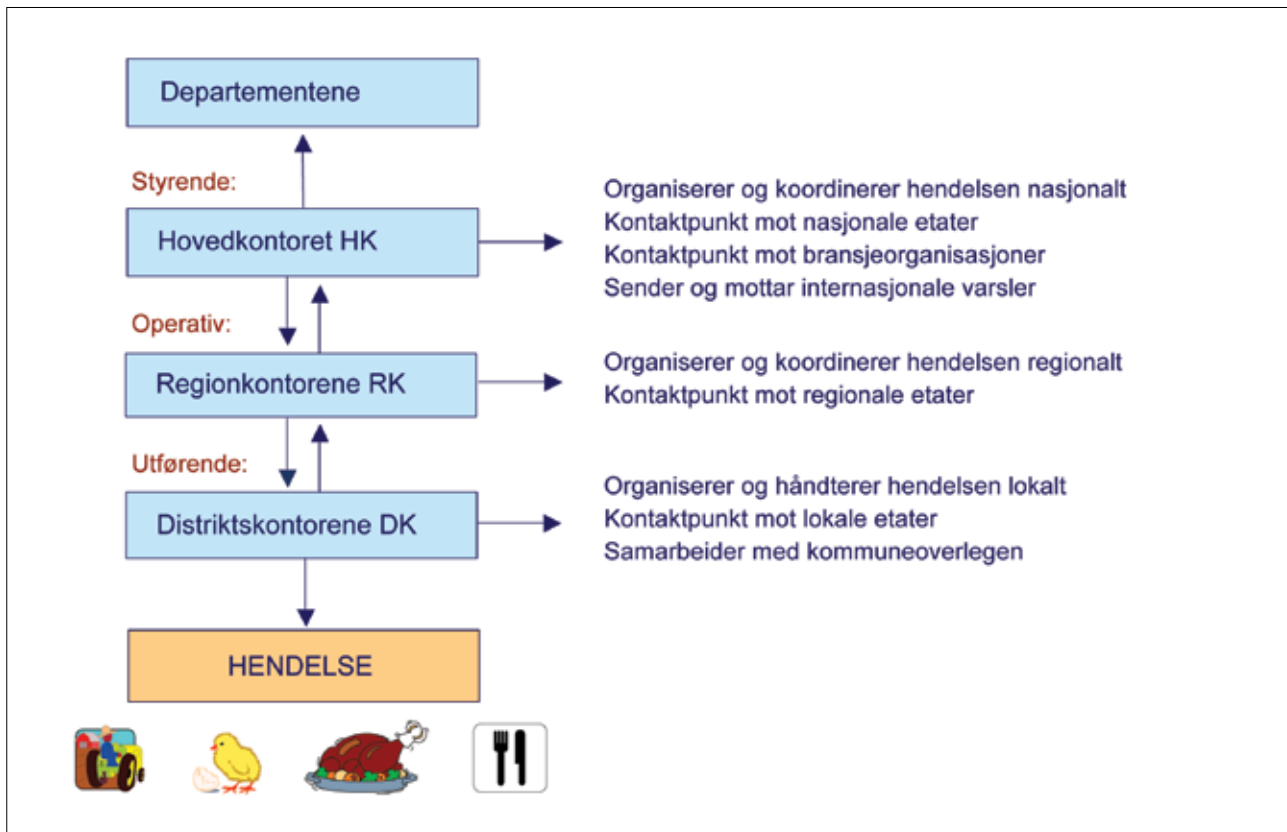 Departementene
Styrende:
Hovedkontoret HK
Organiserer og koordinerer hendelsen nasjonalt
Kontaktpunkt mot nasjonale etater
Kontaktpunkt mot bransjeorganisasjoner
Sender og mottar internasjonale varsler
Operativ:
Regionkontorene RK
Organiserer og koordinerer hendelsen regionalt
Kontaktpunkt mot regionale etater
Utførende:
Distriktskontorene DK
Organiserer og håndterer hendelsen lokalt
Kontaktpunkt mot lokale etater
Samarbeider med kommuneoverlegen
HENDELSE